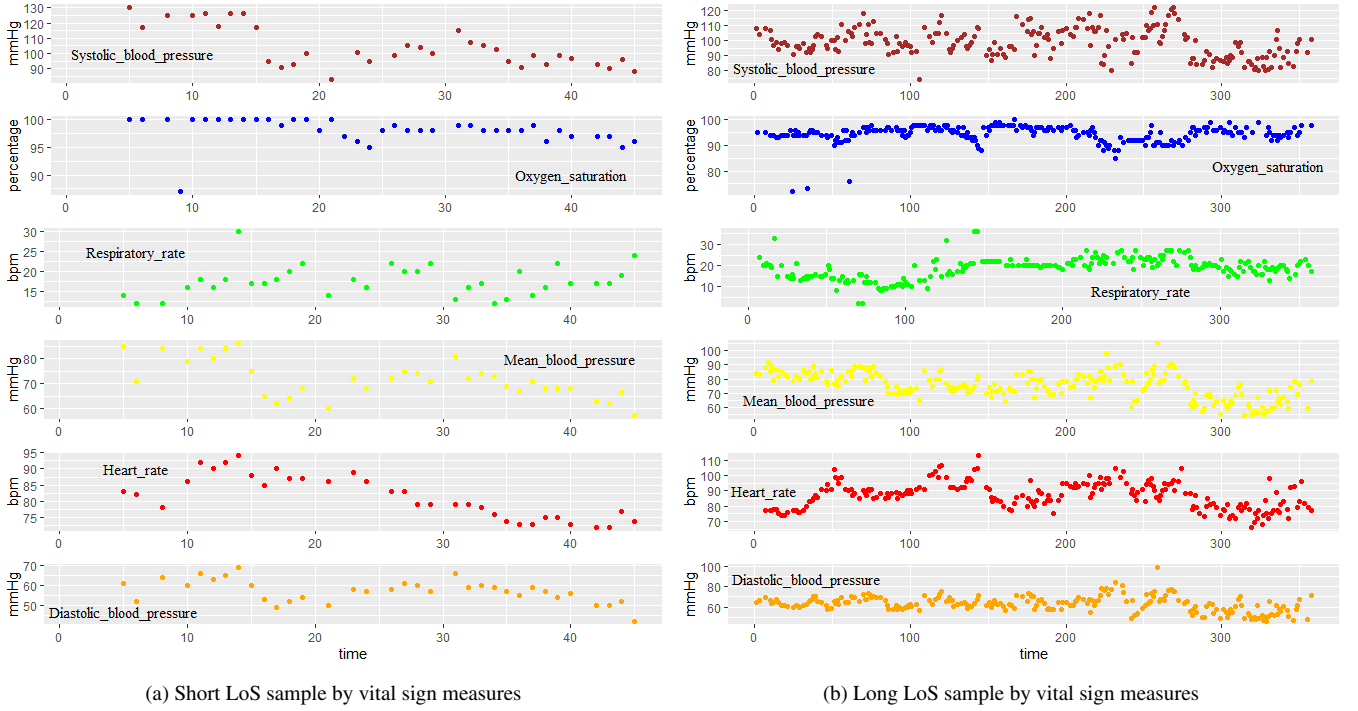 130
120
110
100
90
mmHg
Systolic_blood_pressure
0 10 20 30 40
100
95
90
percentage
Oxygen_saturation
0 10 20 30 40
30
25
20
15
bpm
Respiratory_rate
0 10 20 30 40
80
70
60
mmHg
Mean_blood_pressure
0 10 20 30 40
95
90
85
80
75
bpm
Heart_rate
0 10 20 30 40
70
60
50
mmHg
Diastolic_blood_pressure
0 10 20 30 40
time
(a) Short LoS sample by vital sign measures
120
110
100
90
80
mmHg
Systolic_blood_pressure
0 100 200 300
100
90
80
percentage
Oxygen_saturation
0 100 200 300
30
20
10
bpm
Respiratory_rate
0 100 200 300
100
90
80
70
60
mmHg
Mean_blood_pressure
0 100 200 300
110
100
90
80
70
bpm
Heart_rate
0 100 200 300
100
80
60
mmHg
Diastolic_blood_pressure
0 100 200 300
time
(b) Long LoS sample by vital sign measures